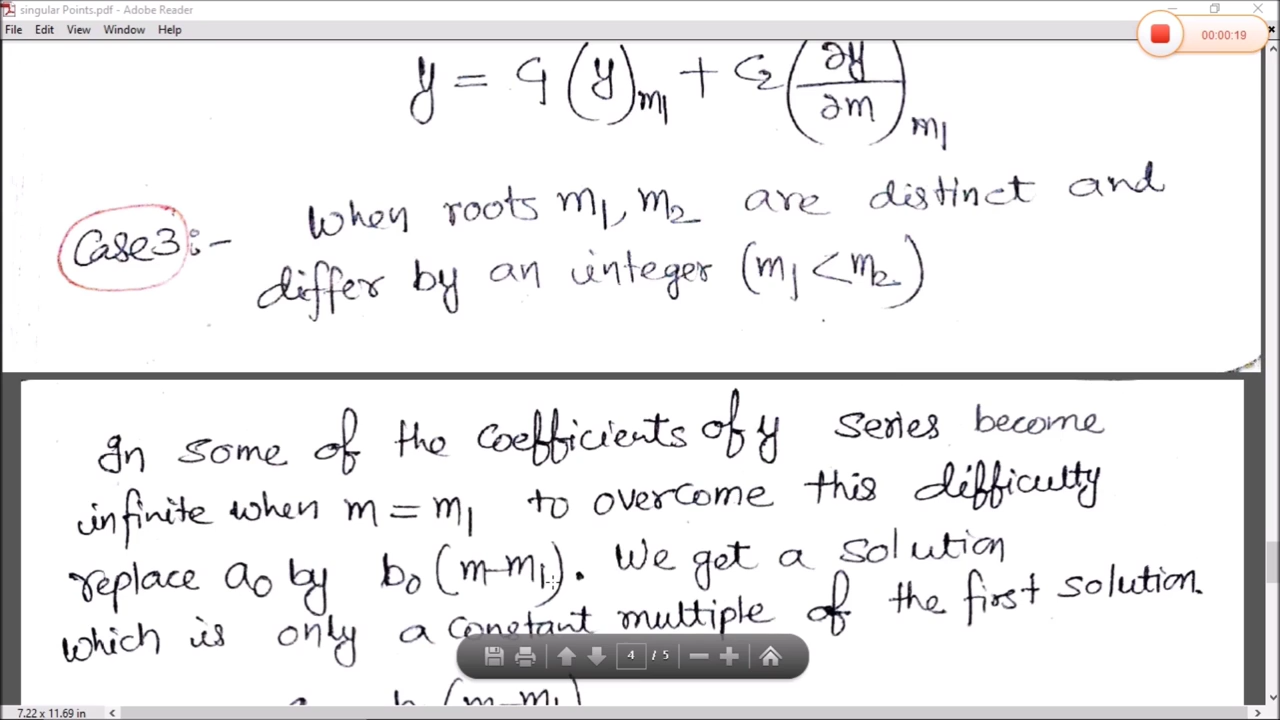 singular Points.pdf - Adobe Reader
File Edit View Window Help
00:00:19
y = C₁ (y)m₁ + C₂ (∂y/∂m)m₁
Case3:- When roots m₁, m₂ are distinct and
differ by an integer (m₁ < m₂)
In some of the coefficients of y series become
infinite when m = m₁ to overcome this difficulty
replace a₀ by b₀ (m-m₁). We get a solution
which is only a constant multiple of the first solution.
4 / 5
(m-m₁)
7.22 x 11.69 in